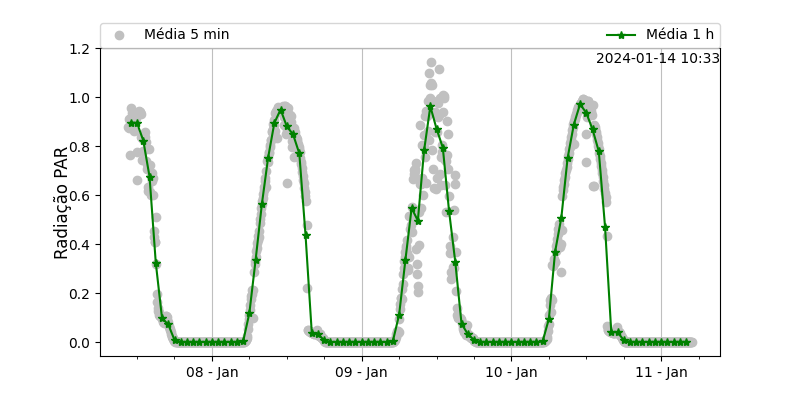 Média 5 min
Média 1 h
2024-01-14 10:33
Radiação PAR
1.2
1.0
0.8
0.6
0.4
0.2
0.0
08 - Jan
09 - Jan
10 - Jan
11 - Jan